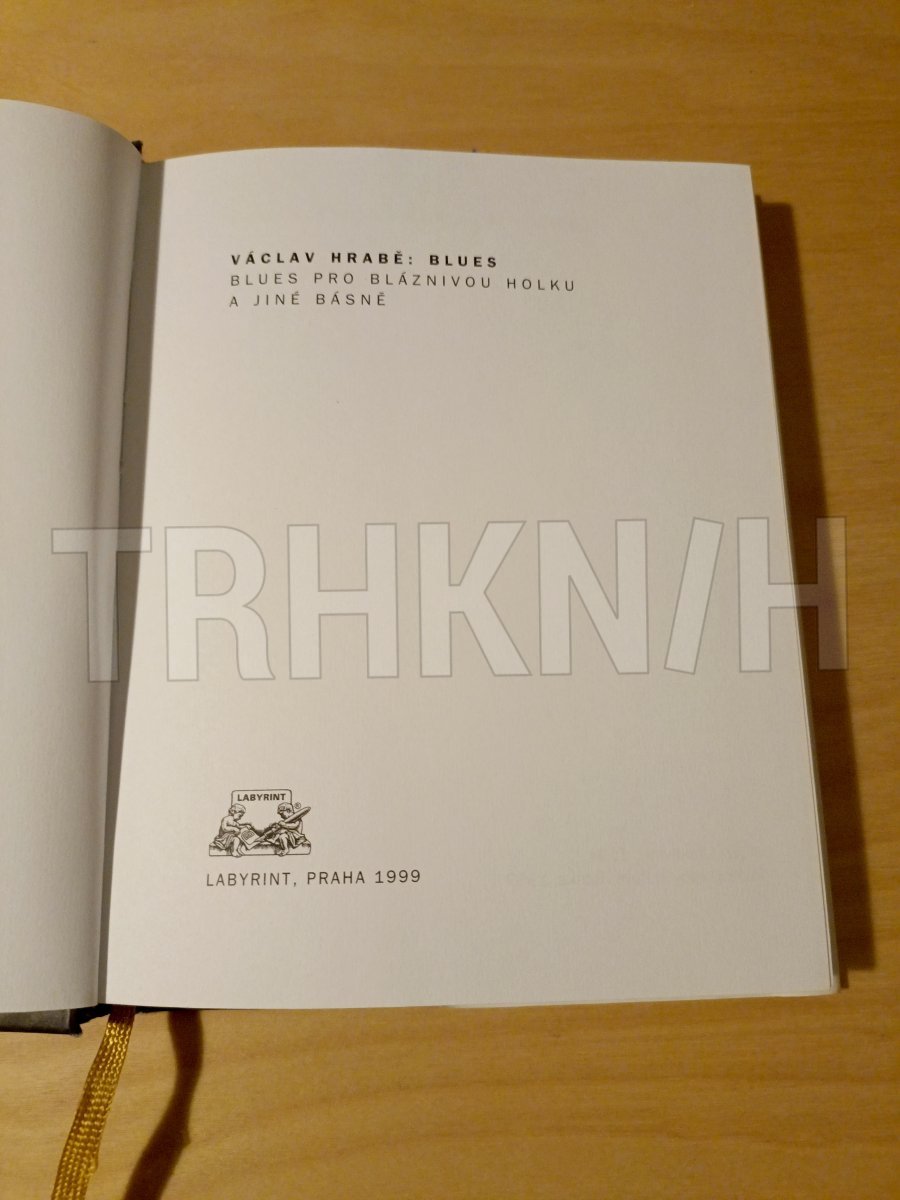 VÁCLAV HRABĚ: BLUES
BLUES PRO BLÁZNIVOU HOLKU
A JINÉ BÁSNĚ
TRHKNIH
LABYRINT
®
LABYRINT, PRAHA 1999